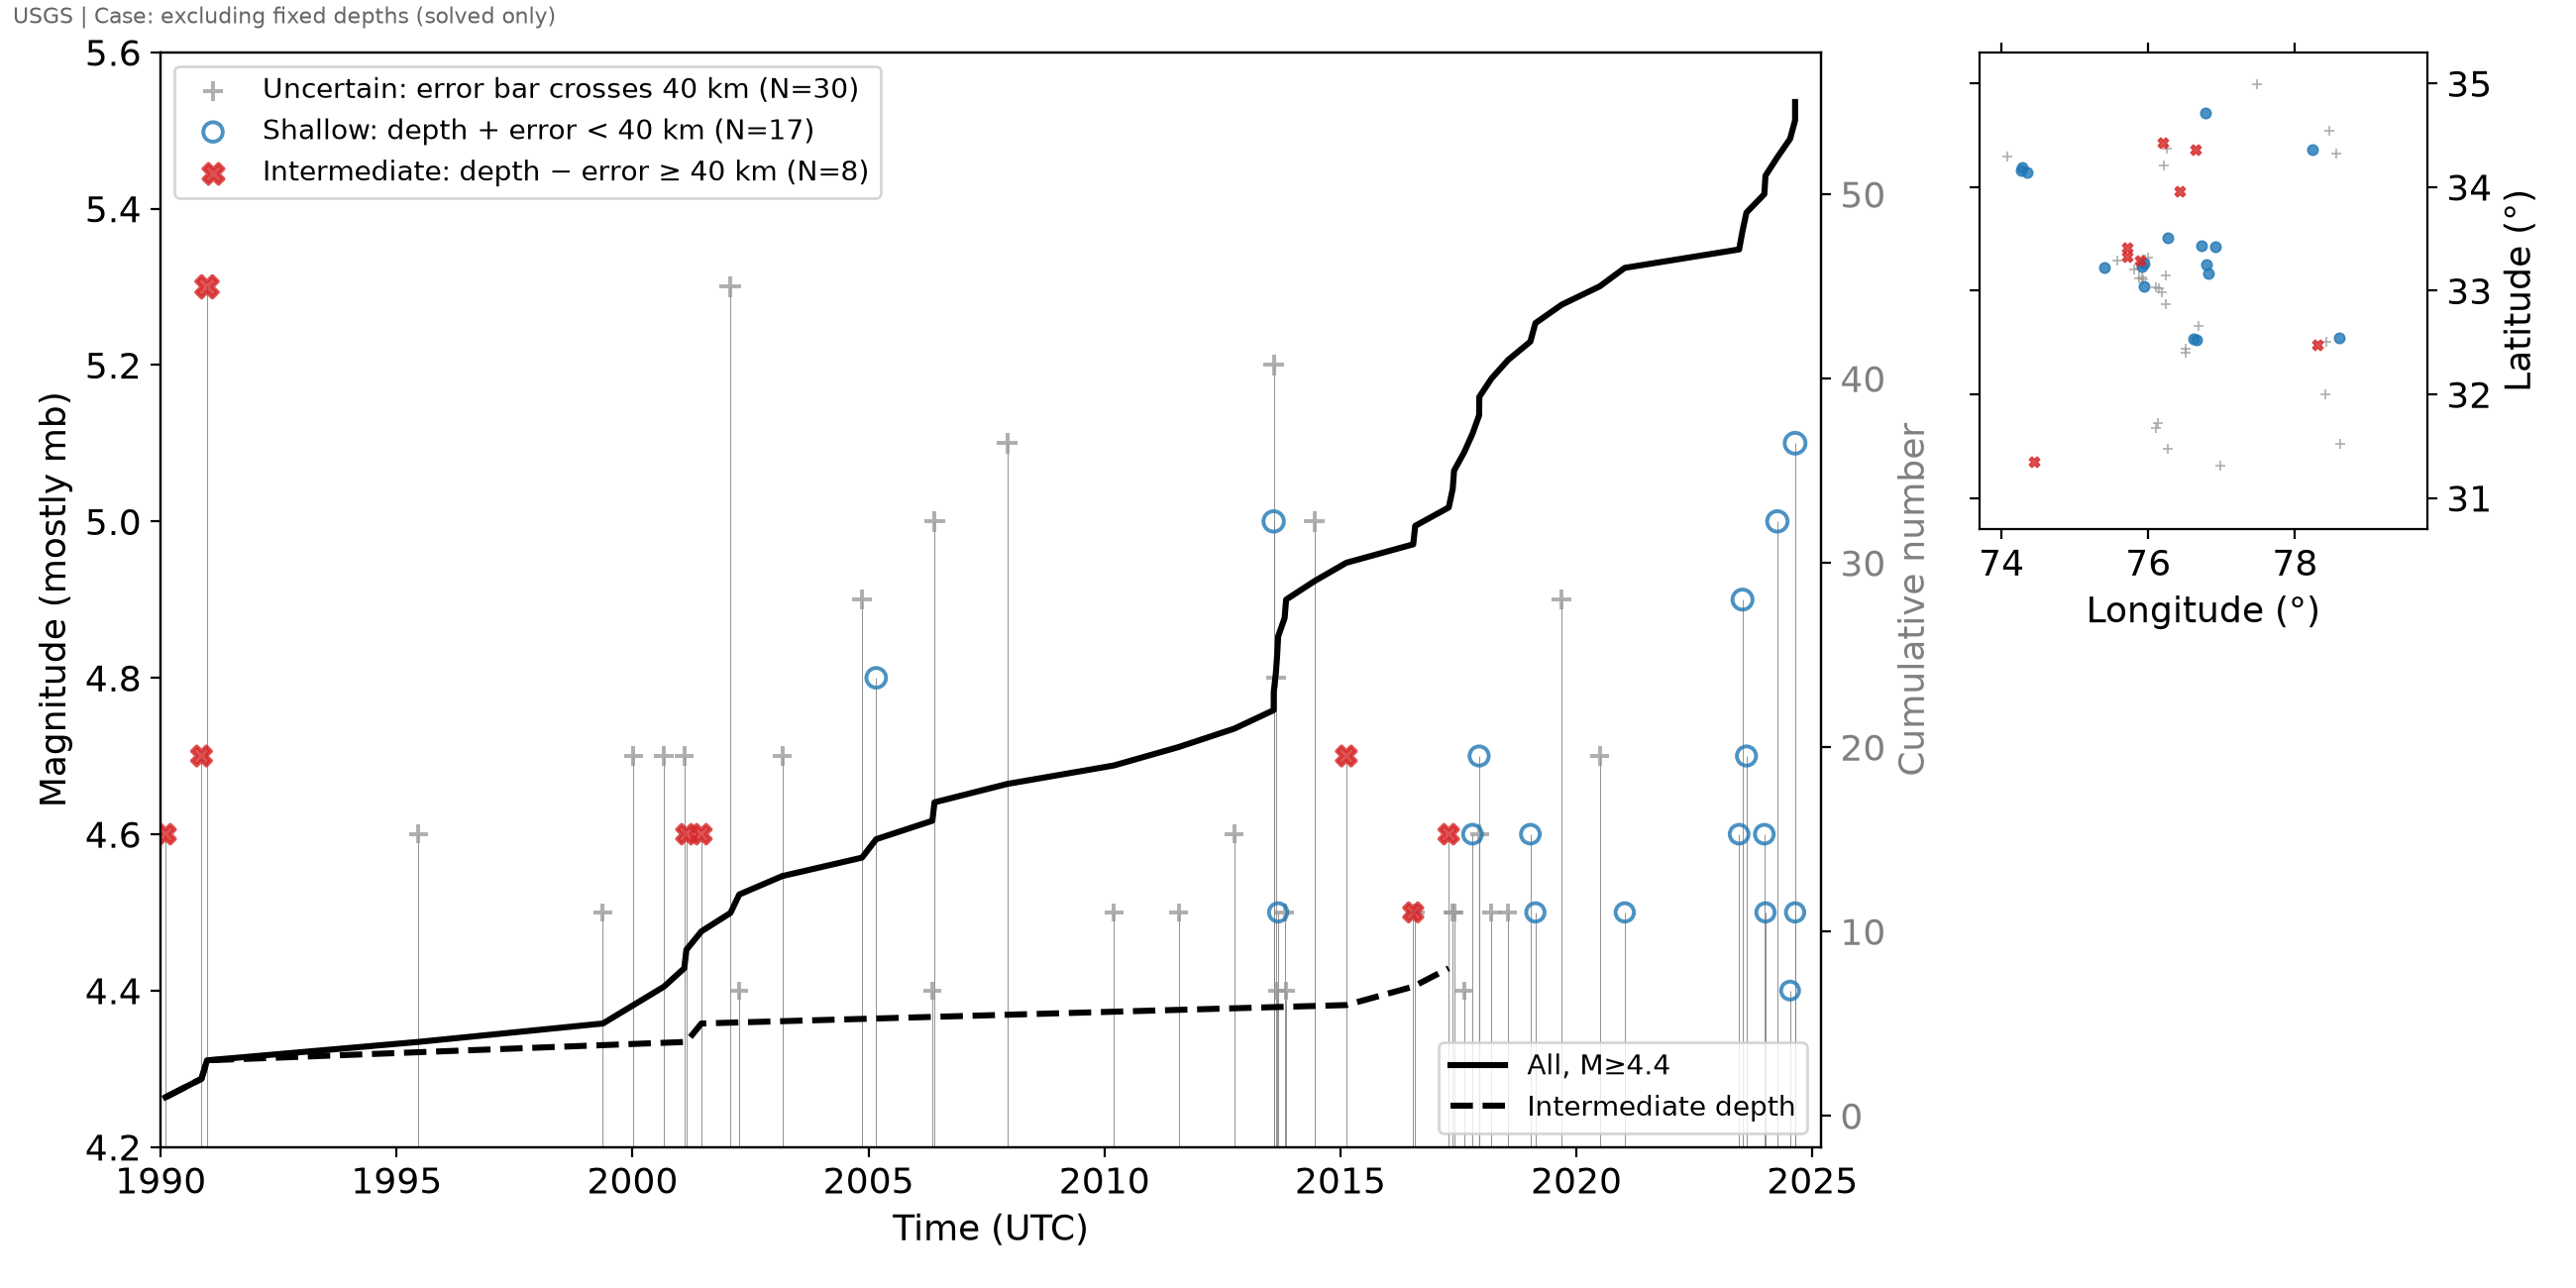 USGS | Case: excluding fixed depths (solved only)
Uncertain: error bar crosses 40 km (N=30)
Shallow: depth + error < 40 km (N=17)
Intermediate: depth − error ≥ 40 km (N=8)
5.6
5.4
5.2
5.0
4.8
4.6
4.4
4.2
Magnitude (mostly mb)
1990
1995
2000
2005
2010
2015
2020
2025
Time (UTC)
50
40
30
20
10
0
Cumulative number
All, M≥4.4
Intermediate depth
35
34
33
32
31
Latitude (°)
74
76
78
Longitude (°)